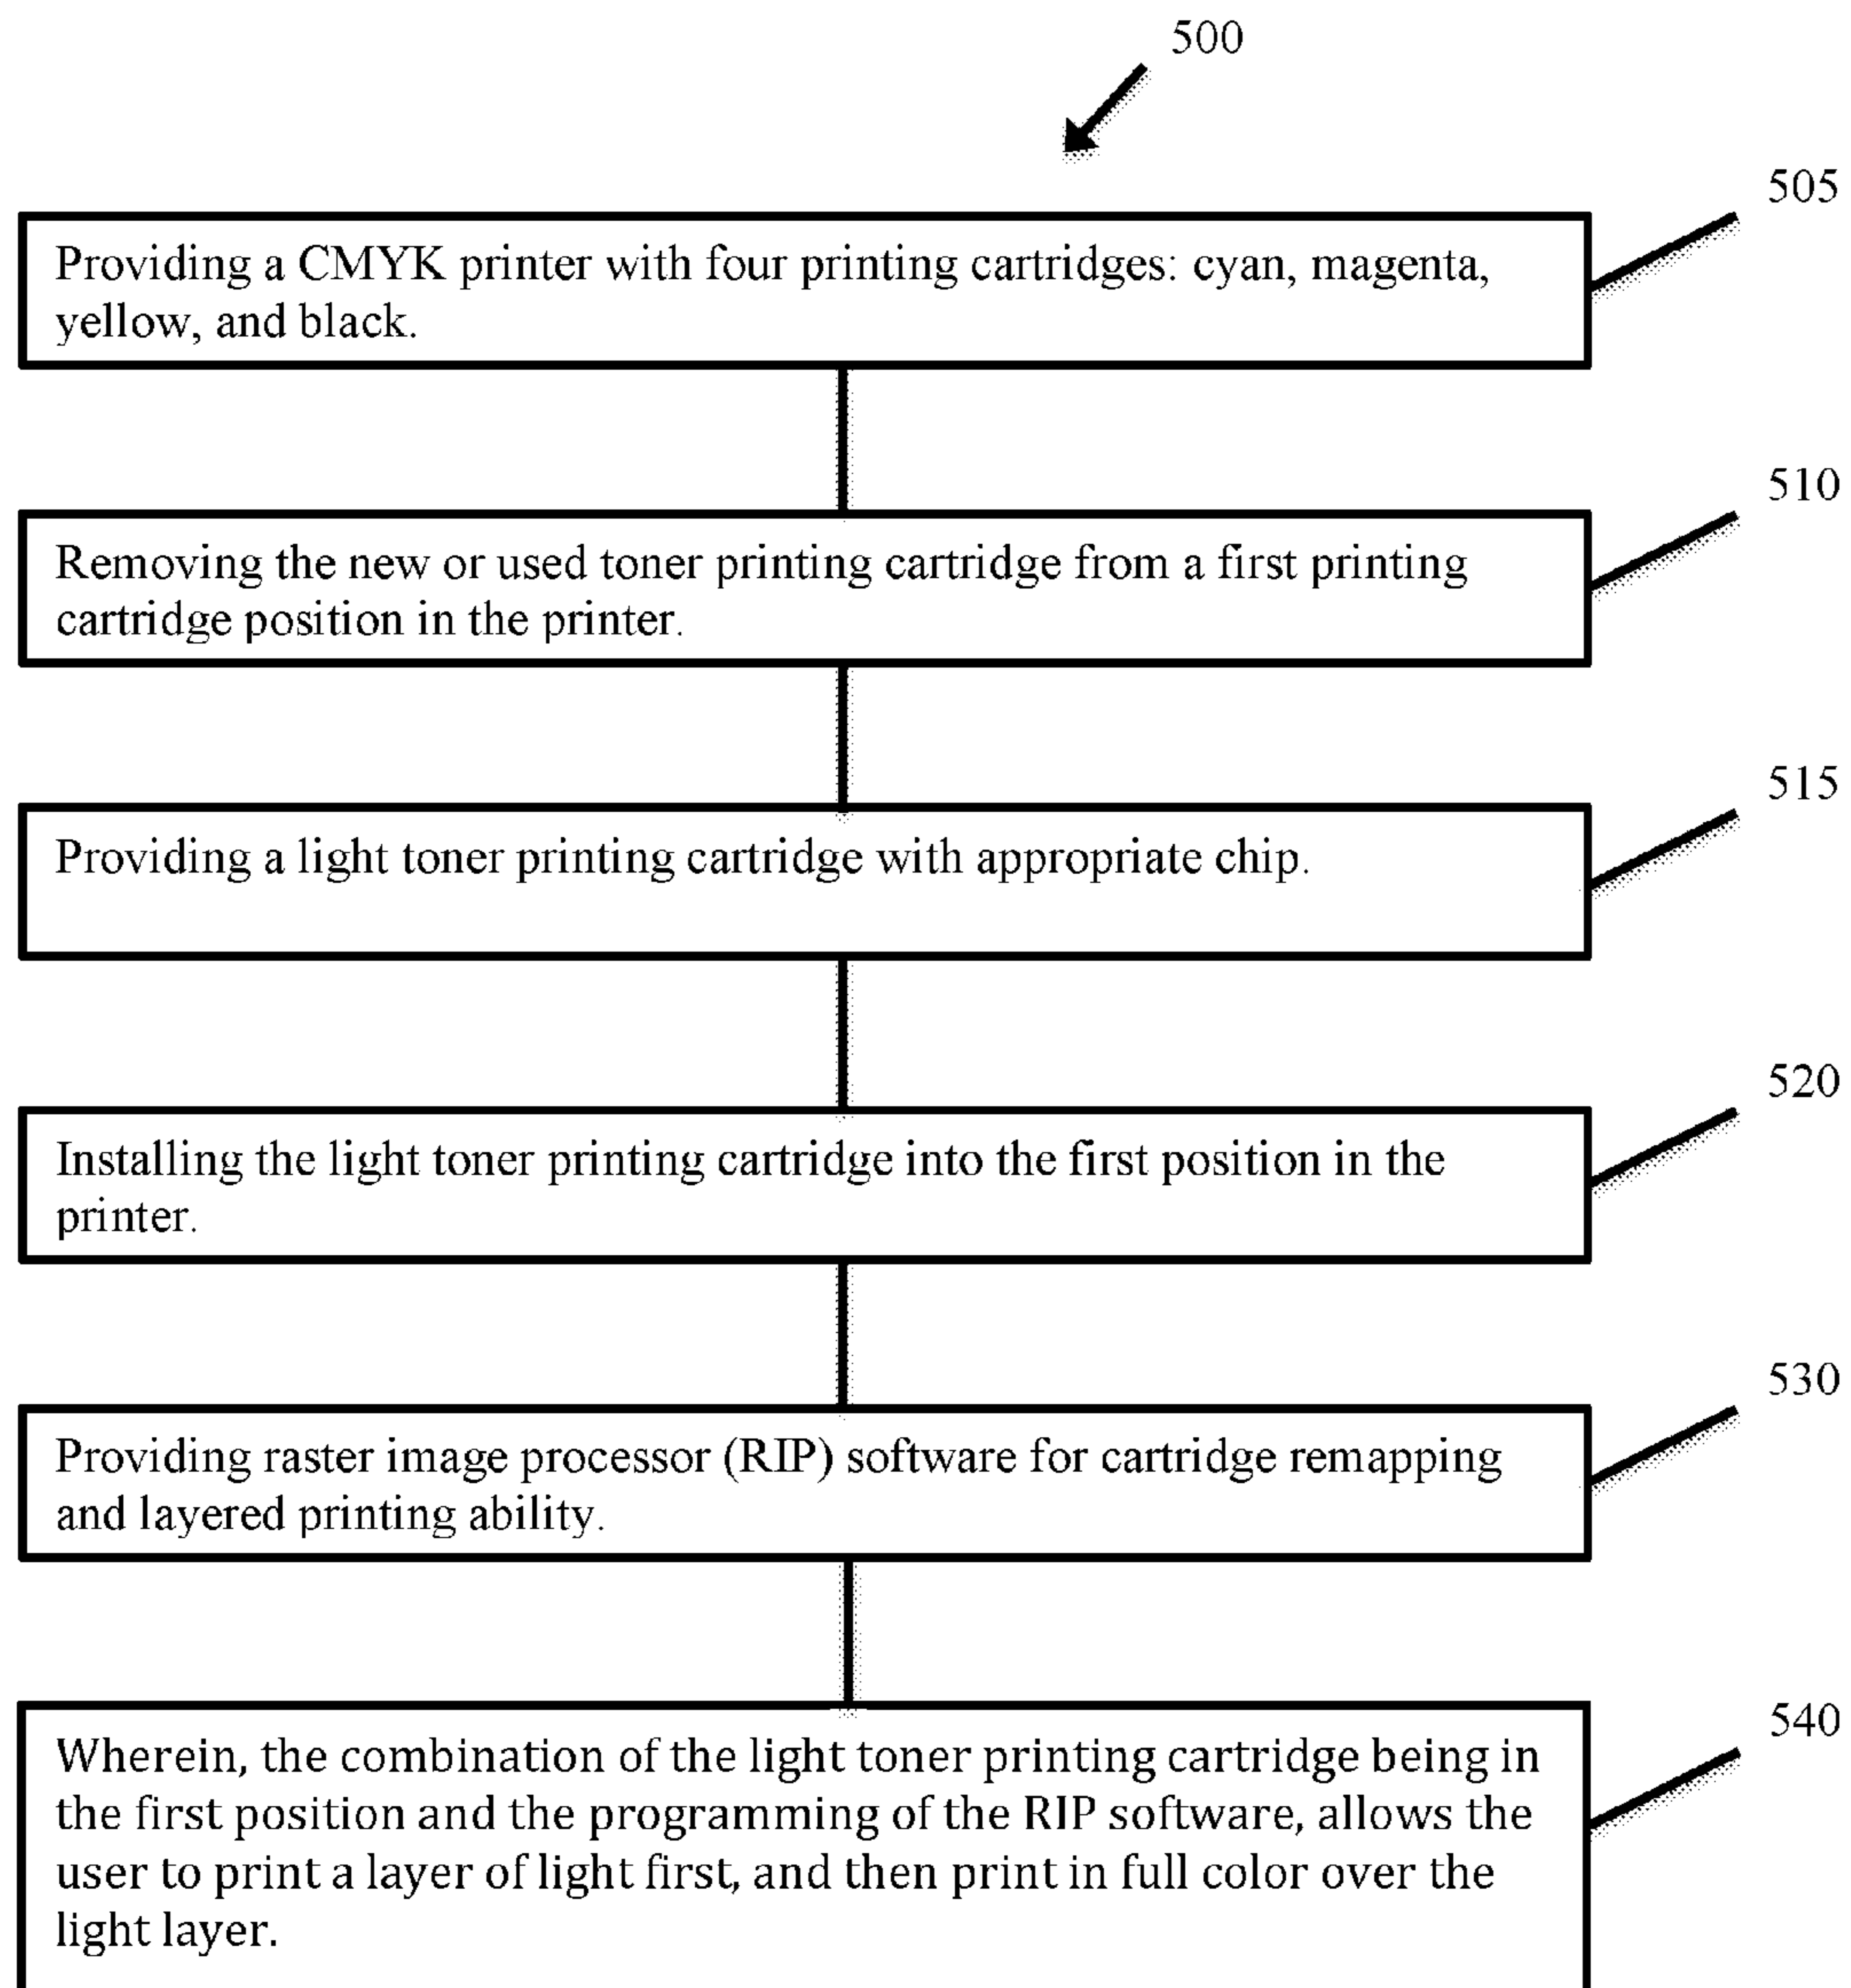 500
505
Providing a CMYK printer with four printing cartridges: cyan, magenta,
yellow, and black.
510
Removing the new or used toner printing cartridge from a first printing
cartridge position in the printer.
515
Providing a light toner printing cartridge with appropriate chip.
520
Installing the light toner printing cartridge into the first position in the
printer.
530
Providing raster image processor (RIP) software for cartridge remapping
and layered printing ability.
540
Wherein, the combination of the light toner printing cartridge being in
the first position and the programming of the RIP software, allows the
user to print a layer of light first, and then print in full color over the
light layer.